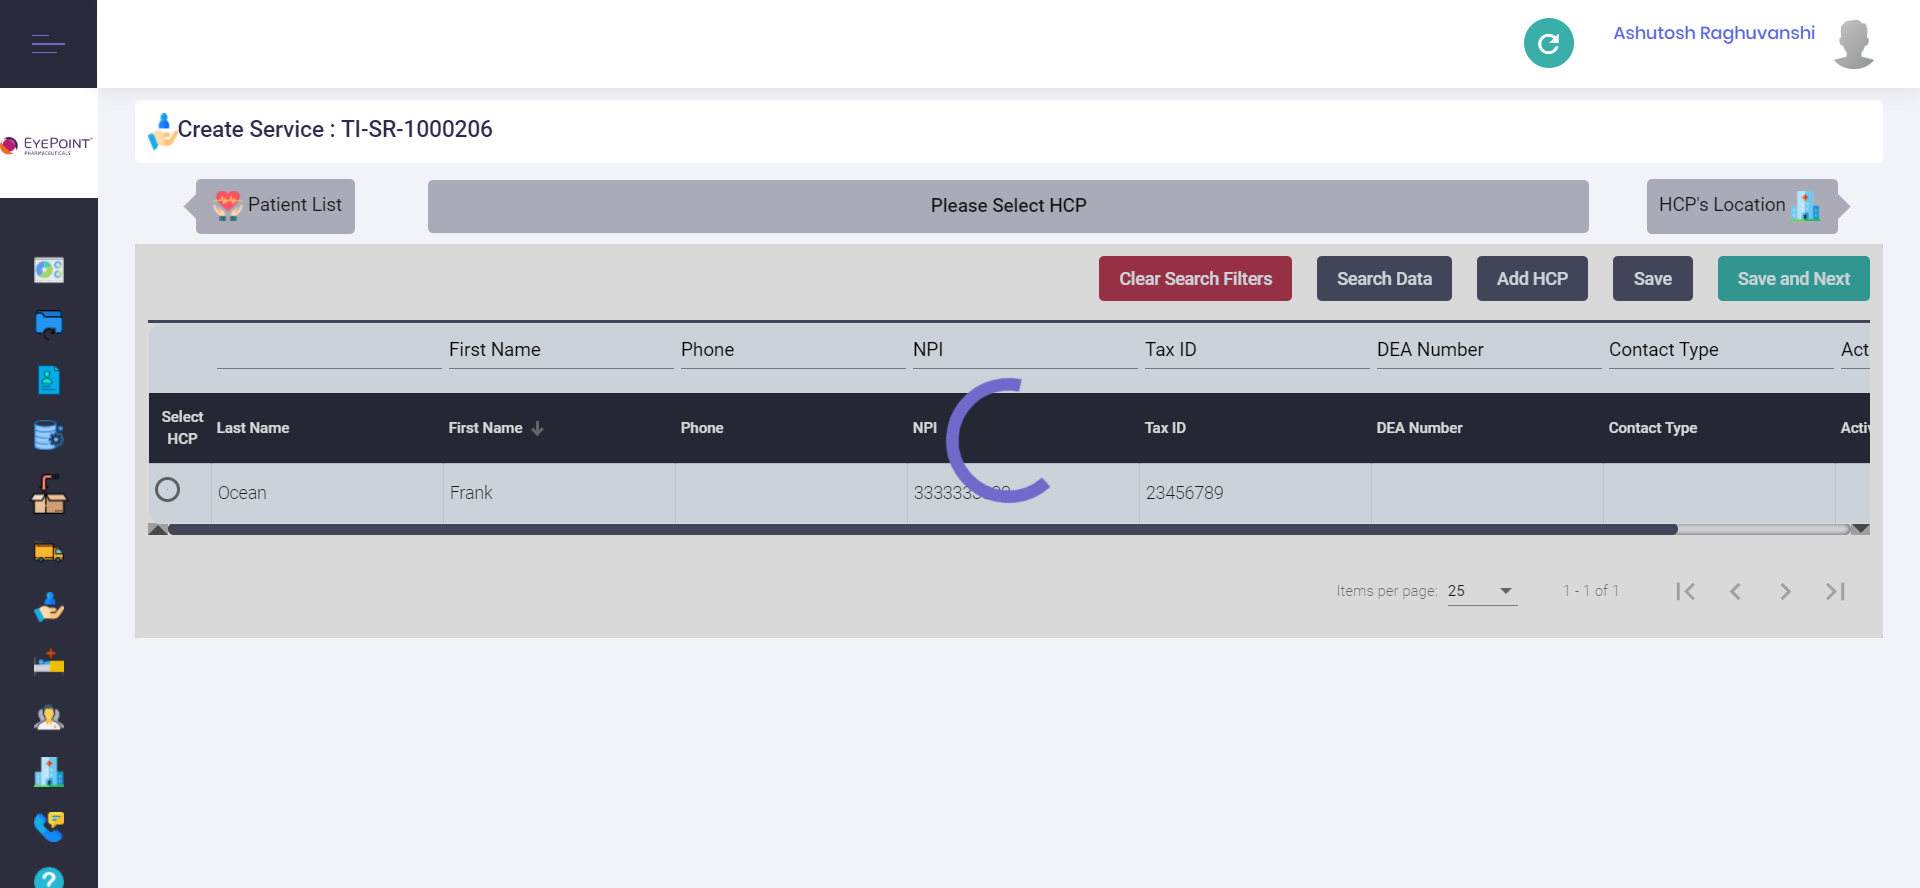 Ashutosh Raghuvanshi
EYEPOINT
PHARMACEUTICALS
Create Service : TI-SR-1000206
Patient List
Please Select HCP
HCP's Location
Clear Search Filters
Search Data
Add HCP
Save
Save and Next
First Name
Phone
NPI
Tax ID
DEA Number
Contact Type
Act
Select HCP
Last Name
First Name
Phone
NPI
Tax ID
DEA Number
Contact Type
Activ
Ocean
Frank
23456789
Items per page:
25
1 - 1 of 1
?